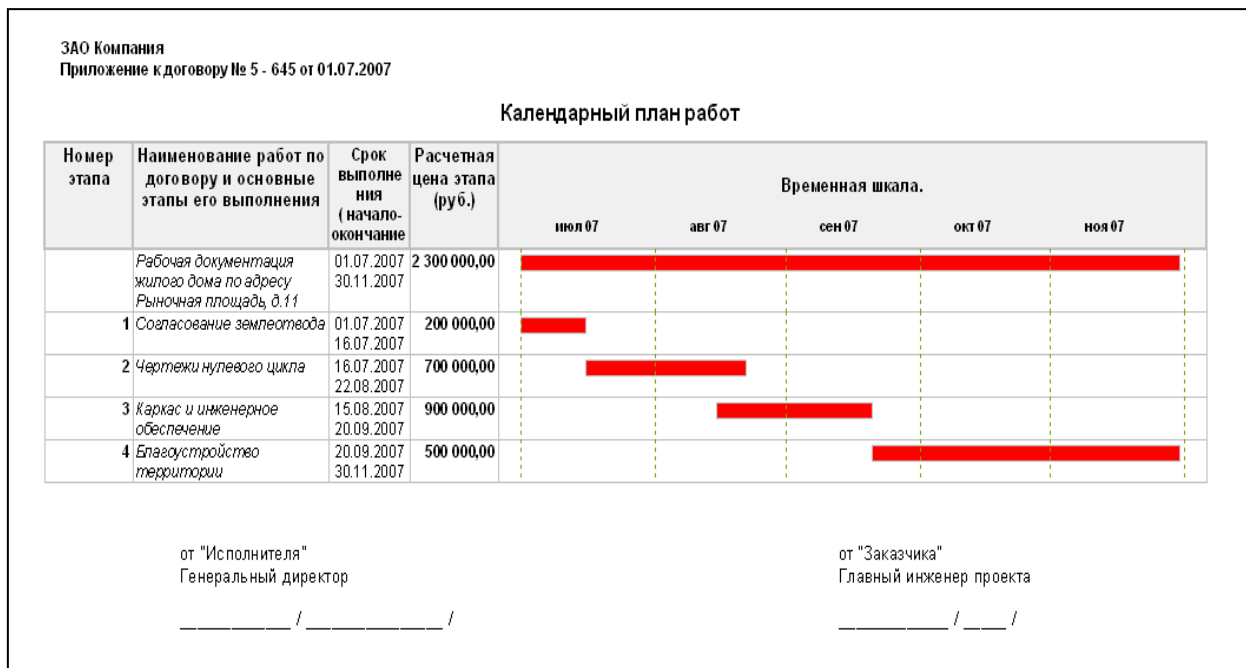 ЗАО Компания
Приложение к договору № 5 - 645 от 01.07.2007
Календарный план работ
Номер этапа
Наименование работ по договору и основные этапы его выполнения
Срок выполне ния ( начало- окончание
Расчетная цена этапа (руб.)
Временная шкала.
июл 07 авг 07 сен 07 окт 07 ноя 07
Рабочая документация 01.07.2007 2 300 000,00
жилого дома по адресу 30.11.2007
Рыночная площадь, д.11
1 Согласование землеотвода 01.07.2007 200 000,00
16.07.2007
2 Чертежи нулевого цикла 16.07.2007 700 000,00
22.08.2007
3 Каркас и инженерное 15.08.2007 900 000,00
обеспечение 20.09.2007
4 Благоустройство 20.09.2007 500 000,00
территории 30.11.2007
от "Исполнителя"
Генеральный директор
_____________ / ________________ /
от "Заказчика"
Главный инженер проекта
_____________ / _____ /